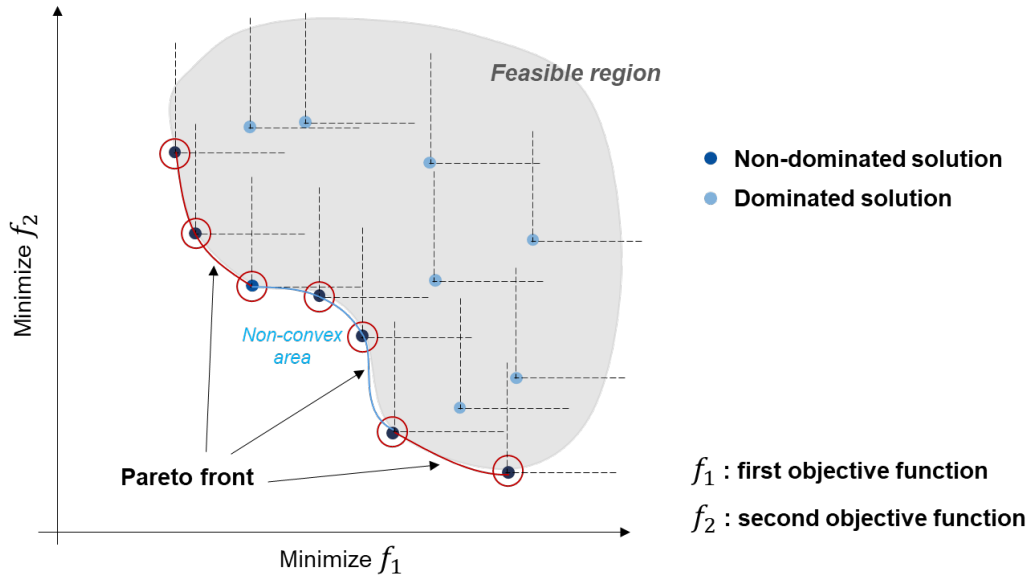 Feasible region
Non-dominated solution
Dominated solution
Minimize f₂
Non-convex
area
Pareto front
f₁ : first objective function
f₂ : second objective function
Minimize f₁